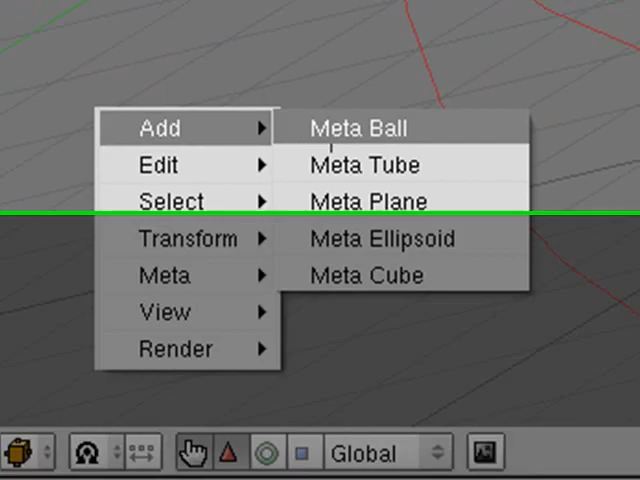 Add
Edit
Select
Transform
Meta
View
Render
Meta Ball
Meta Tube
Meta Plane
Meta Ellipsoid
Meta Cube
Global